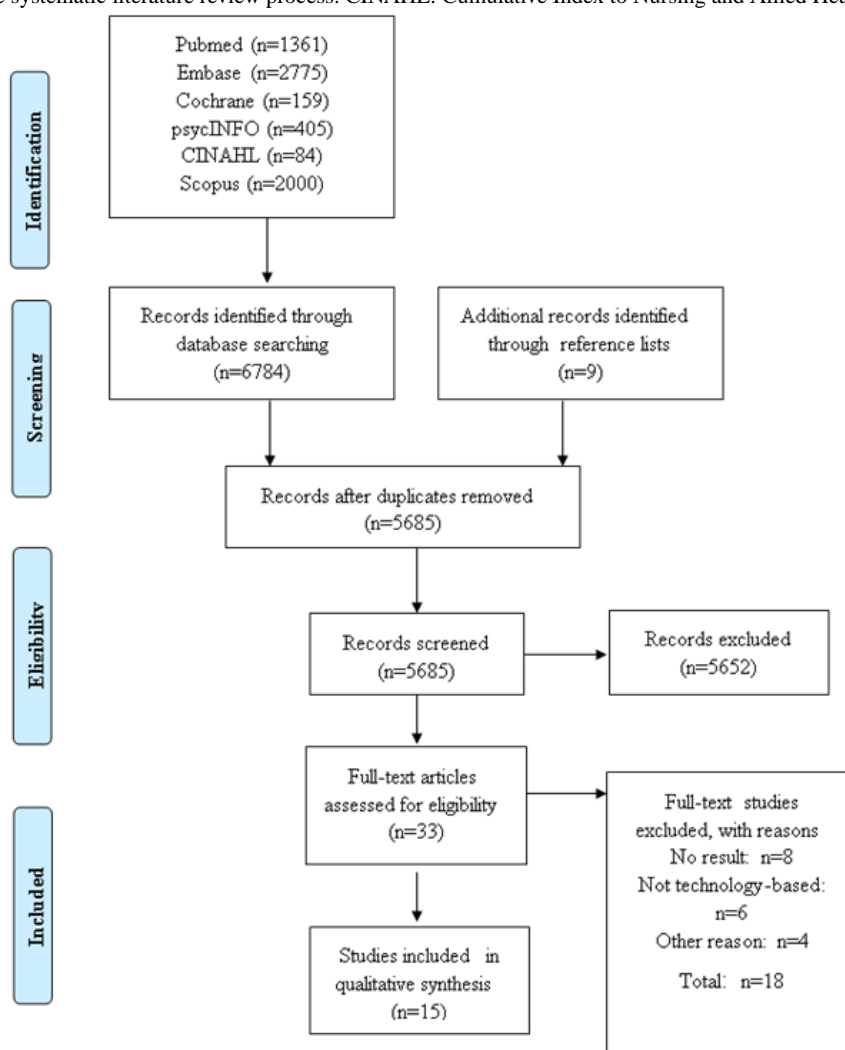 systematic literature review process. CINAHL: Cumulative Index to Nursing and Allied
Identification
Pubmed (n=1361)
Embase (n=2775)
Cochrane (n=159)
psycINFO (n=405)
CINAHL (n=84)
Scopus (n=2000)
Screening
Records identified through
database searching
(n=6784)
Additional records identified
through reference lists
(n=9)
Records after duplicates removed
(n=5685)
Eligibility
Records screened
(n=5685)
Records excluded
(n=5652)
Full-text articles
assessed for eligibility
(n=33)
Full-text studies
excluded, with reasons
No result: n=8
Not technology-based:
n=6
Other reason: n=4
Total: n=18
Included
Studies included in
qualitative synthesis
(n=15)